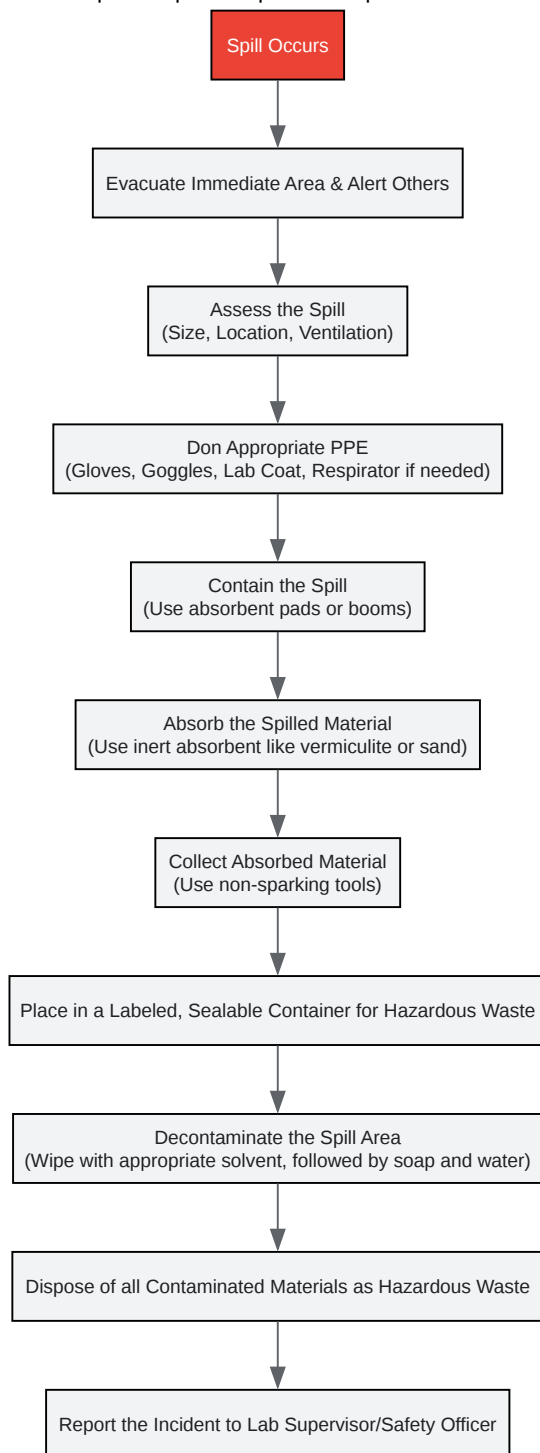 Spill Occurs
Evacuate Immediate Area & Alert Others
Assess the Spill
(Size, Location, Ventilation)
Don Appropriate PPE
(Gloves, Goggles, Lab Coat, Respirator if needed)
Contain the Spill
(Use absorbent pads or booms)
Absorb the Spilled Material
(Use inert absorbent like vermiculite or sand)
Collect Absorbed Material
(Use non-sparking tools)
Place in a Labeled, Sealable Container for Hazardous Waste
Decontaminate the Spill Area
(Wipe with appropriate solvent, followed by soap and water)
Dispose of all Contaminated Materials as Hazardous Waste
Report the Incident to Lab Supervisor/Safety Officer